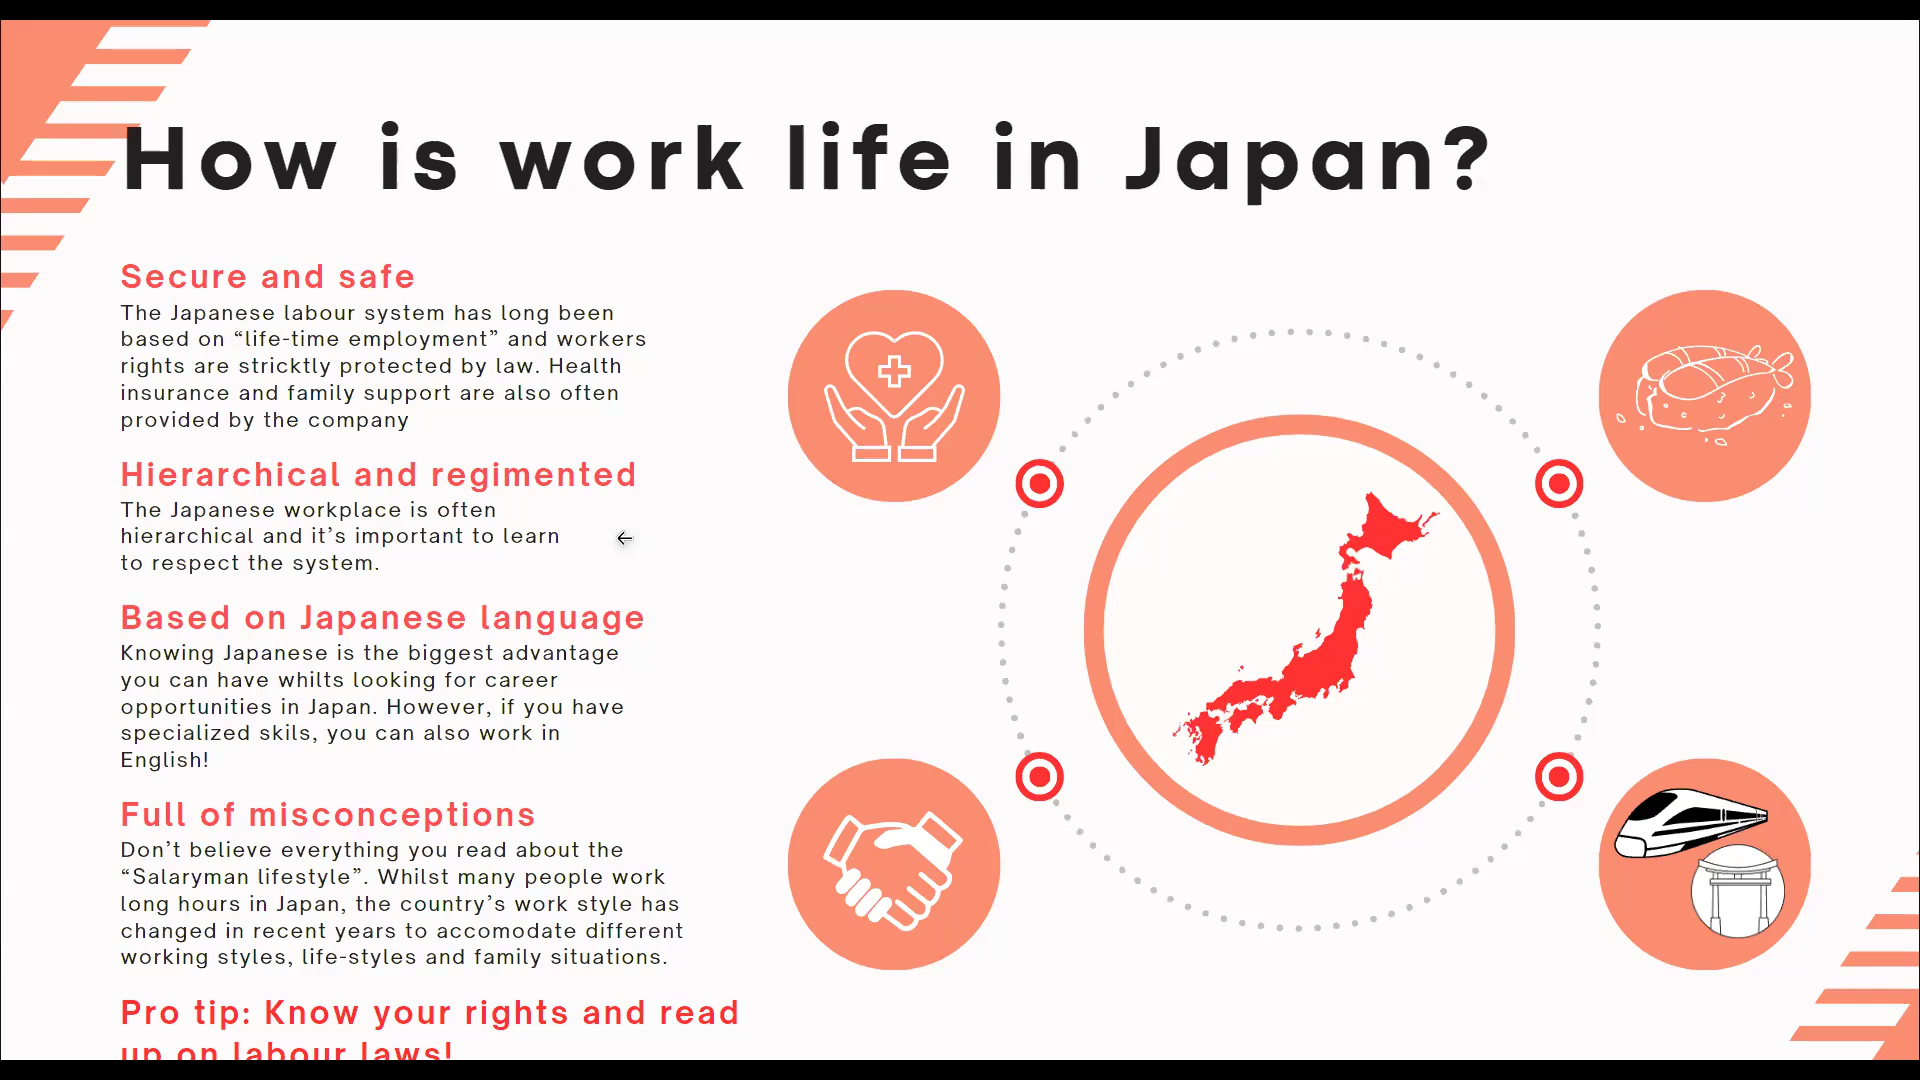 How is work life in Japan?
Secure and safe
The Japanese labour system has long been
based on “life-time employment” and workers
rights are stricktly protected by law. Health
insurance and family support are also often
provided by the company
Hierarchical and regimented
The Japanese workplace is often
hierarchical and it’s important to learn
to respect the system.
Based on Japanese language
Knowing Japanese is the biggest advantage
you can have whilts looking for career
opportunities in Japan. However, if you have
specialized skils, you can also work in
English!
Full of misconceptions
Don’t believe everything you read about the
“Salaryman lifestyle”. Whilst many people work
long hours in Japan, the country’s work style has
changed in recent years to accomodate different
working styles, life-styles and family situations.
Pro tip: Know your rights and read
up on labour laws!